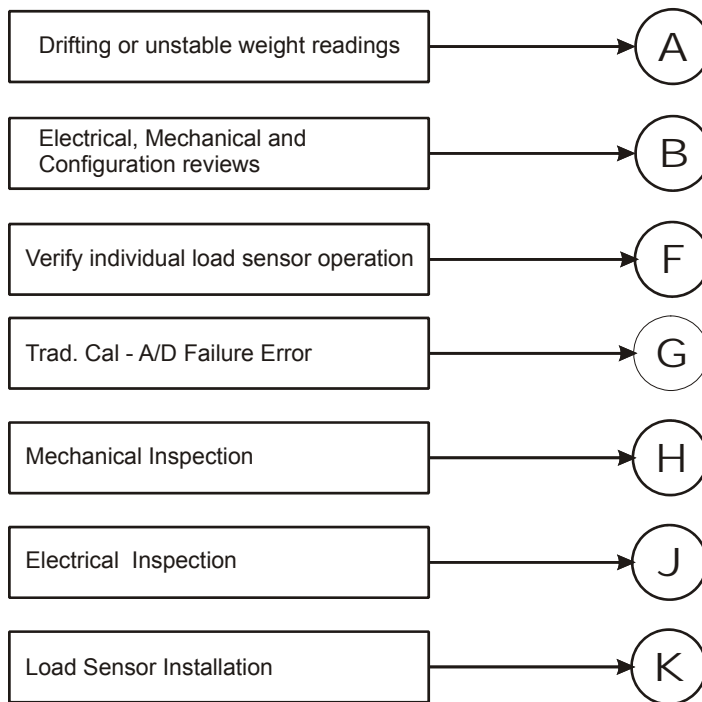 Drifting or unstable weight readings
A
Electrical, Mechanical and
Configuration reviews
B
Verify individual load sensor operation
F
Trad. Cal - A/D Failure Error
G
Mechanical Inspection
H
Electrical  Inspection
J
Load Sensor Installation
K